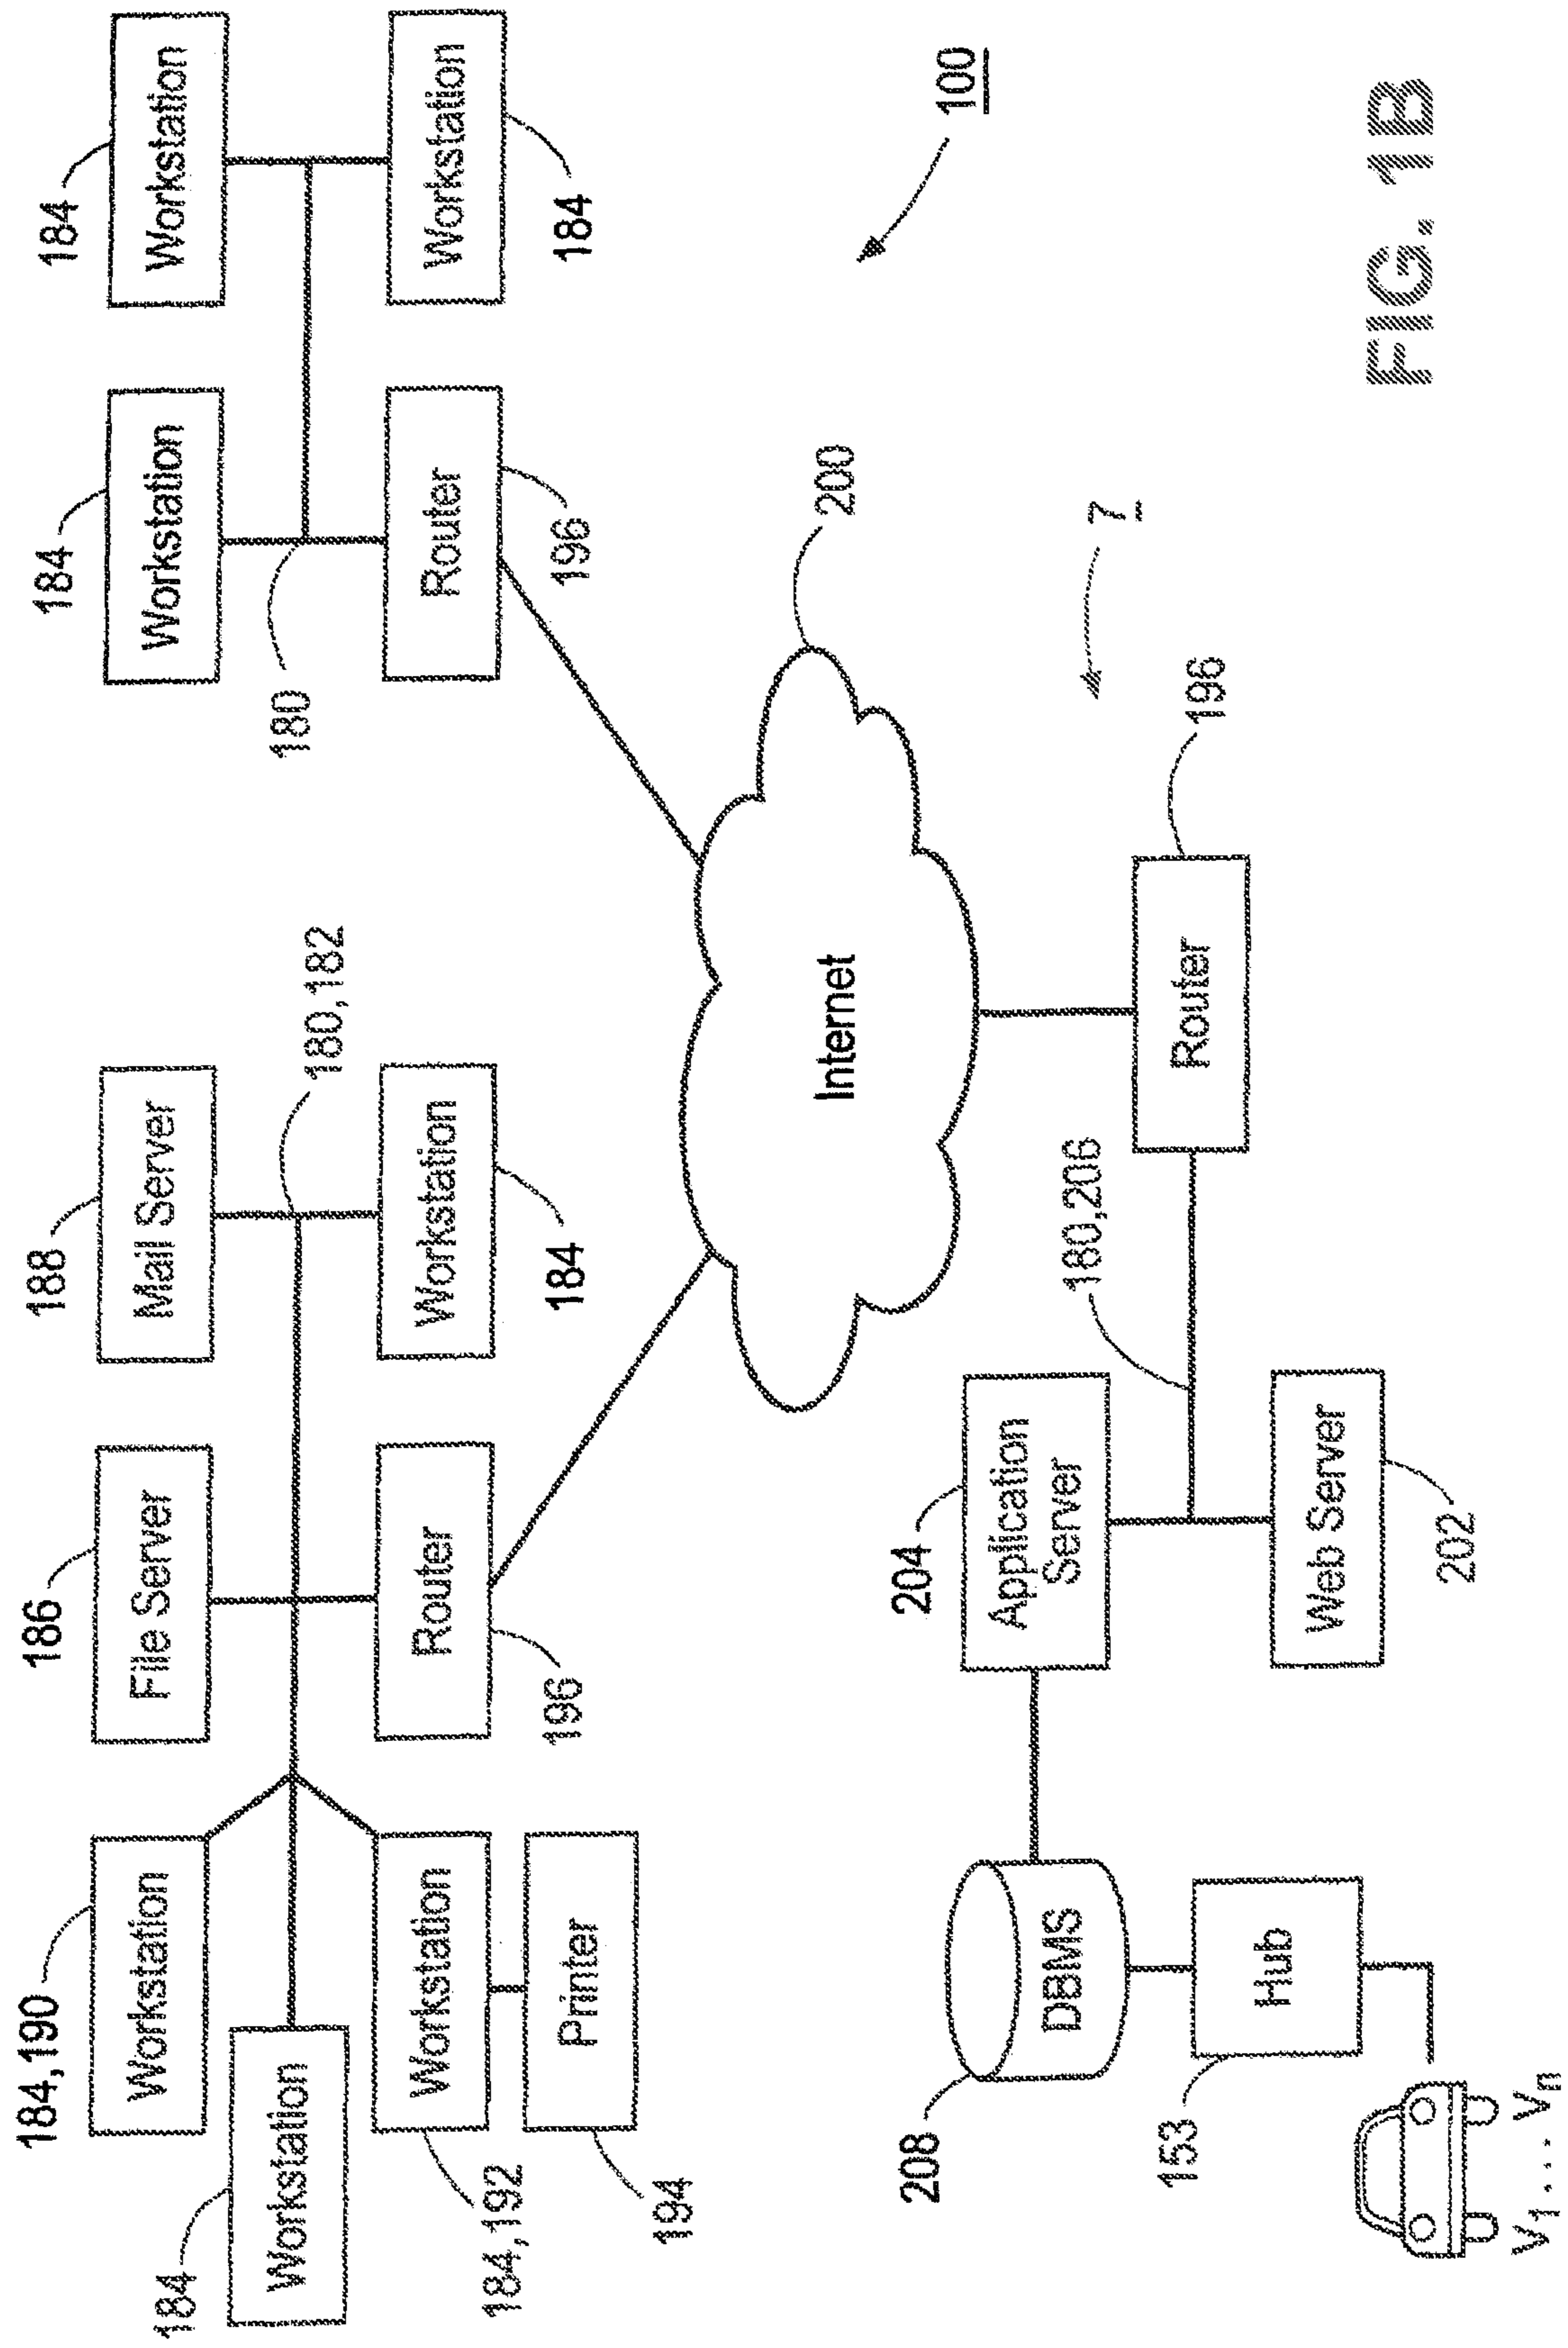 184,190
186
188
184
184
Workstation
File Server
Mail Server
Workstation
Workstation
184
Workstation
180,182
180
Workstation
Router
Workstation
Router
Workstation
184,192
196
184
196
184
Printer
194
Internet
200
100
208
204
DBMS
Application
Server
180,206
7
153
Hub
Router
196
Web Server
202
FIG. 1B
V1 ... Vn